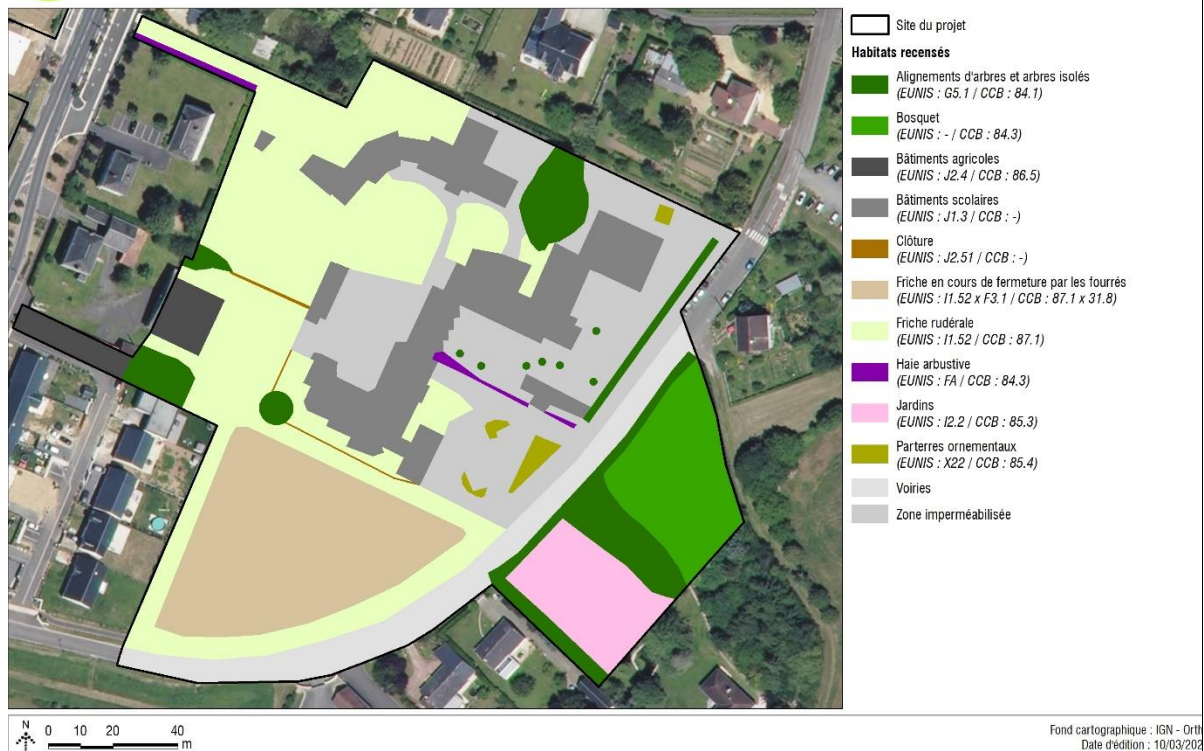 Site du projet
Habitats recensés
Alignements d'arbres et arbres isolés
(EUNIS : G5.1 / CCB : 84.1)
Bosquet
(EUNIS : - / CCB : 84.3)
Bâtiments agricoles
(EUNIS : J2.4 / CCB : 86.5)
Bâtiments scolaires
(EUNIS : J1.3 / CCB : -)
Clôture
(EUNIS : J2.51 / CCB : -)
Friche en cours de fermeture par les fourrés
(EUNIS : I1.52 x F3.1 / CCB : 87.1 x 31.8)
Friche rudérale
(EUNIS : I1.52 / CCB : 87.1)
Haie arbustive
(EUNIS : FA / CCB : 84.3)
Jardins
(EUNIS : I2.2 / CCB : 85.3)
Parterres ornementaux
(EUNIS : X22 / CCB : 85.4)
Voiries
Zone imperméabilisée
N 0 10 20 40
m
Fond cartographique : IGN - Orth
Date d'édition : 10/03/202